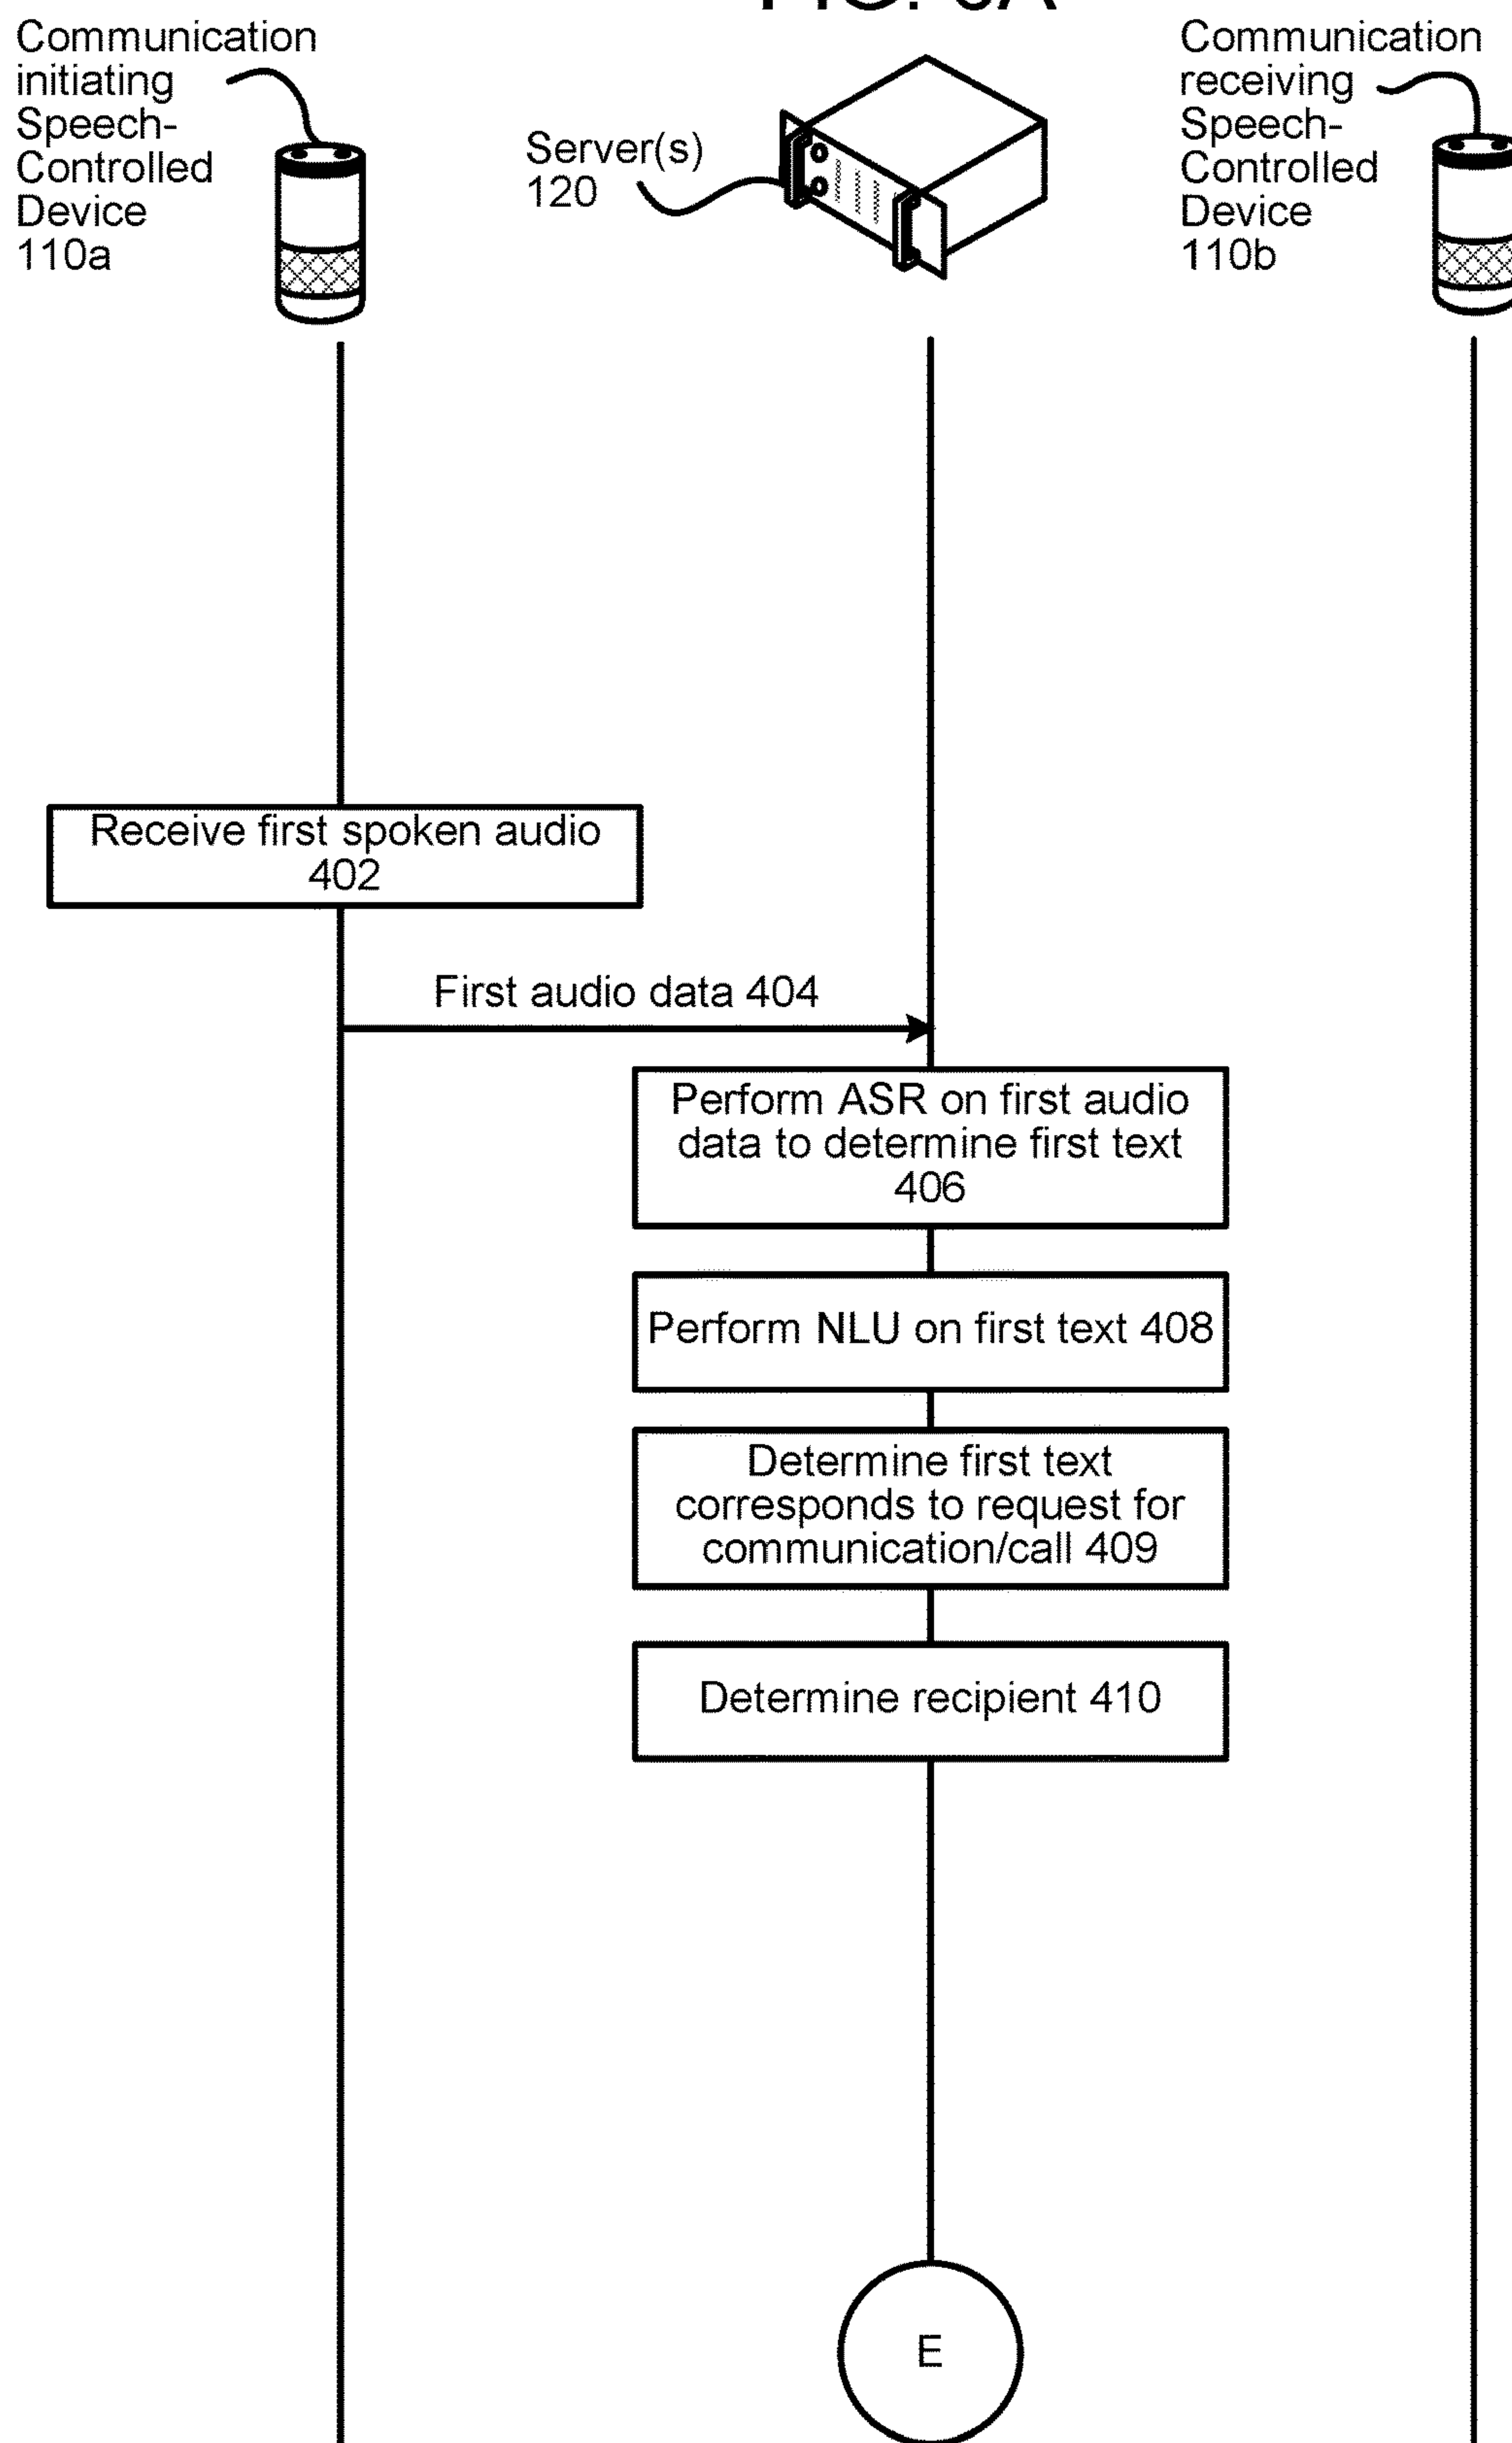 FIG.
Communication
initiating
Speech-
Controlled
Device
110a
Server(s)
120
Communication
receiving
Speech-
Controlled
Device
110b
Receive first spoken audio
402
First audio data 404
Perform ASR on first audio
data to determine first text
406
Perform NLU on first text 408
Determine first text
corresponds to request for
communication/call 409
Determine recipient 410
E